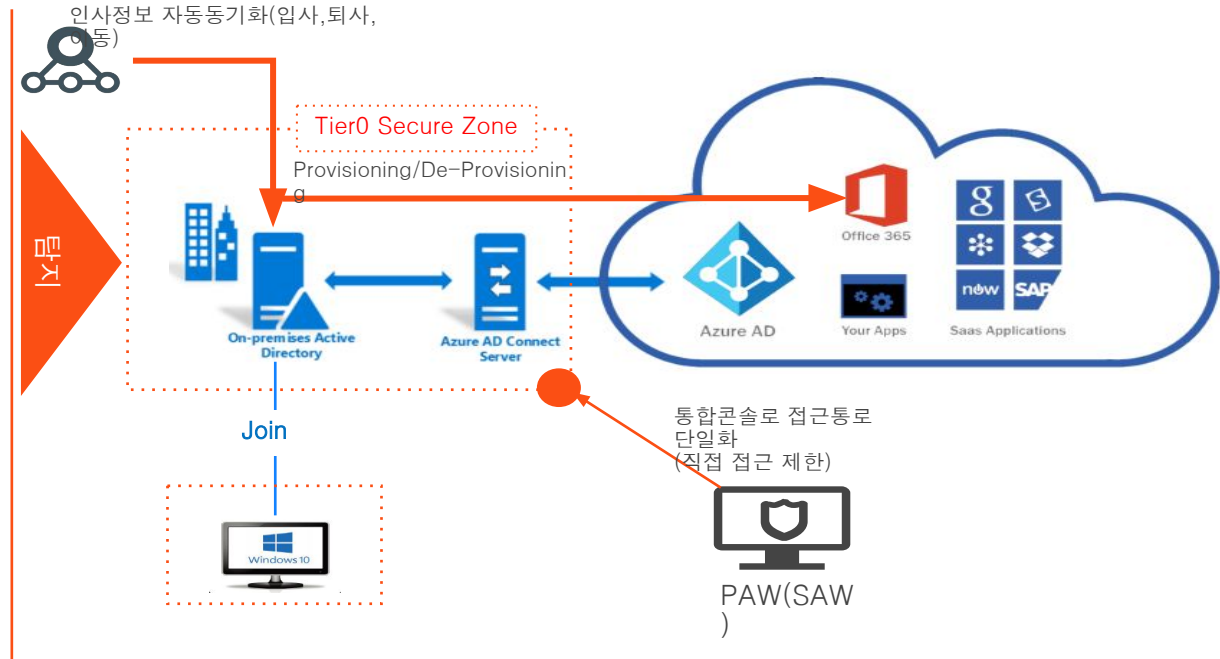 인사정보 자동동기화(입사,퇴사,
이동)
Tier0 Secure Zone
Provisioning/De-Provisionin
g
탐지
Office 365
g
S
now
SAP
Azure AD
Your Apps
Saas Applications
On-premises Active
Directory
Azure AD Connect
Server
통합콘솔로 접근통로
단일화
(직접 접근 제한)
Join
Windows 10
PAW(SAW
)